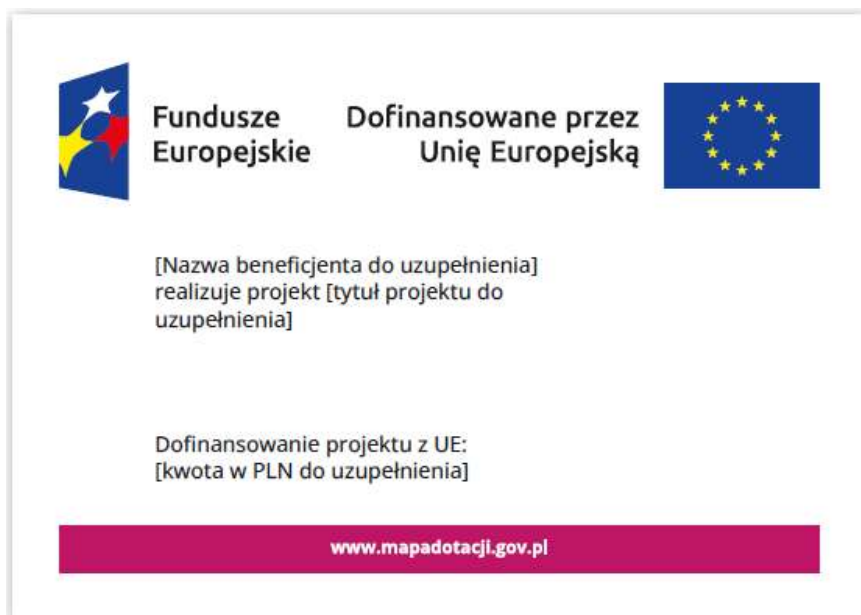 Fundusze
Europejskie
Dofinansowane przez
Unię Europejską
[Nazwa beneficjenta do uzupełnienia]
realizuje projekt [tytuł projektu do
uzupełnienia]
Dofinansowanie projektu z UE:
[kwota w PLN do uzupełnienia]
www.mapadotacji.gov.pl